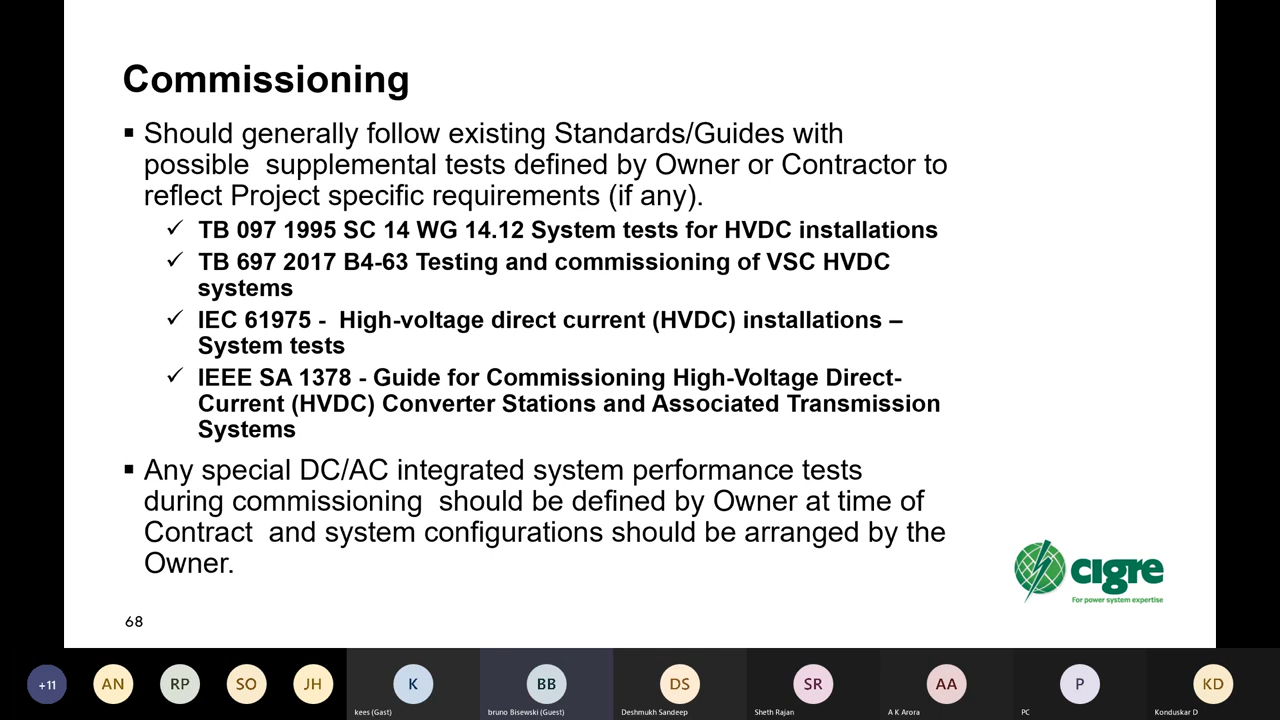 Commissioning
▪ Should generally follow existing Standards/Guides with
possible  supplemental tests defined by Owner or Contractor to
reflect Project specific requirements (if any).
✓ TB 097 1995 SC 14 WG 14.12 System tests for HVDC installations
✓ TB 697 2017 B4-63 Testing and commissioning of VSC HVDC
systems
✓ IEC 61975 -  High-voltage direct current (HVDC) installations –
System tests
✓ IEEE SA 1378 - Guide for Commissioning High-Voltage Direct-
Current (HVDC) Converter Stations and Associated Transmission
Systems
▪ Any special DC/AC integrated system performance tests
during commissioning  should be defined by Owner at time of
Contract  and system configurations should be arranged by the
Owner.
cigre
For power system expertise
68
+11 AN RP SO JH K BB DS SR AA P KD
kees (Gast) bruno Bisewski (Guest) Deshmukh Sandeep Sheth Rajan A K Arora PC Konduskar D